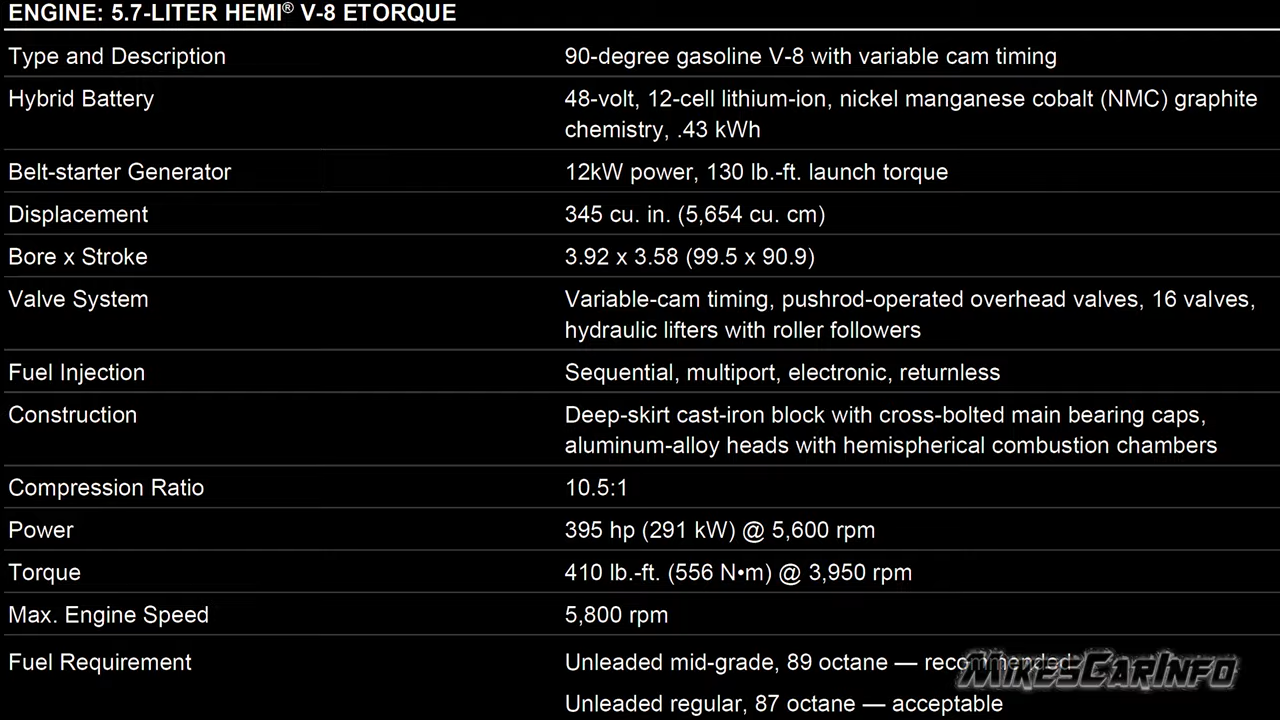 ENGINE: 5.7-LITER HEMI® V-8 ETORQUE
Type and Description 90-degree gasoline V-8 with variable cam timing
Hybrid Battery 48-volt, 12-cell lithium-ion, nickel manganese cobalt (NMC) graphite
chemistry, .43 kWh
Belt-starter Generator 12kW power, 130 lb.-ft. launch torque
Displacement 345 cu. in. (5,654 cu. cm)
Bore x Stroke 3.92 x 3.58 (99.5 x 90.9)
Valve System Variable-cam timing, pushrod-operated overhead valves, 16 valves,
hydraulic lifters with roller followers
Fuel Injection Sequential, multiport, electronic, returnless
Construction Deep-skirt cast-iron block with cross-bolted main bearing caps,
aluminum-alloy heads with hemispherical combustion chambers
Compression Ratio 10.5:1
Power 395 hp (291 kW) @ 5,600 rpm
Torque 410 lb.-ft. (556 N•m) @ 3,950 rpm
Max. Engine Speed 5,800 rpm
Fuel Requirement Unleaded mid-grade, 89 octane — recommended
MIKESCARINFO
Unleaded regular, 87 octane — acceptable